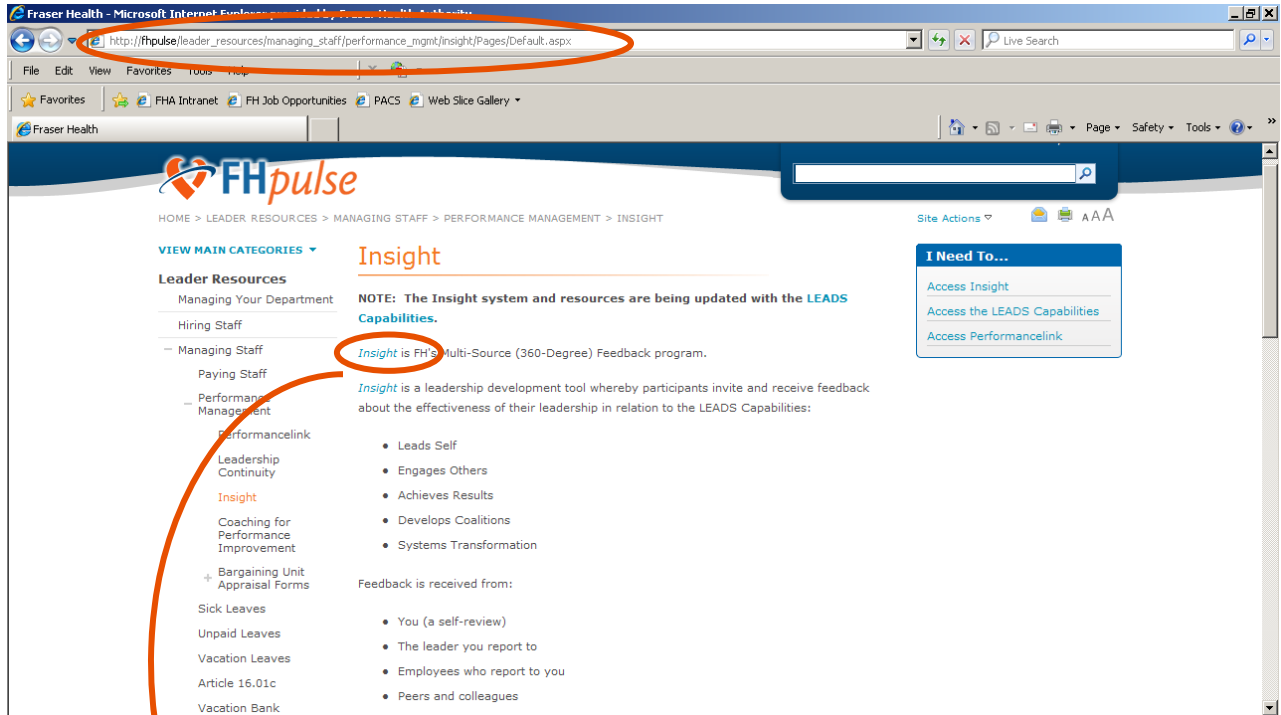 Fraser Health - Microsoft Internet Explorer provided by Fraser Health Authority
http://fhpulse/leader_resources/managing_staff/performance_mgmt/insight/Pages/Default.aspx
Live Search
File Edit View Favorites Tools Help
Favorites FHA Intranet FH Job Opportunities PACS Web Slice Gallery
Fraser Health
Page Safety Tools
FHpulse
HOME > LEADER RESOURCES > MANAGING STAFF > PERFORMANCE MANAGEMENT > INSIGHT
Site Actions
A A A
VIEW MAIN CATEGORIES
Leader Resources
Managing Your Department
Hiring Staff
Managing Staff
Paying Staff
Performance
Management
Performancelink
Leadership
Continuity
Insight
Coaching for
Performance
Improvement
Bargaining Unit
Appraisal Forms
Sick Leaves
Unpaid Leaves
Vacation Leaves
Article 16.01c
Vacation Bank
Insight
NOTE: The Insight system and resources are being updated with the LEADS
Capabilities.
Insight is FH's Multi-Source (360-Degree) Feedback program.
Insight is a leadership development tool whereby participants invite and receive feedback
about the effectiveness of their leadership in relation to the LEADS Capabilities:
• Leads Self
• Engages Others
• Achieves Results
• Develops Coalitions
• Systems Transformation
Feedback is received from:
• You (a self-review)
• The leader you report to
• Employees who report to you
• Peers and colleagues
I Need To...
Access Insight
Access the LEADS Capabilities
Access Performancelink